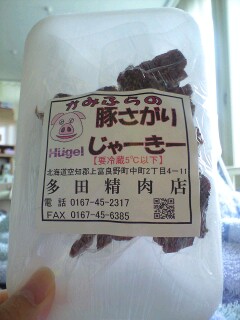 かみふらの
豚さがり
Hügel
じゃーきー
【要冷蔵5℃以下】
北海道空知郡上富良野町中町2丁目4-11
多田精肉店
電話 0167-45-2317
FAX 0167-45-6385